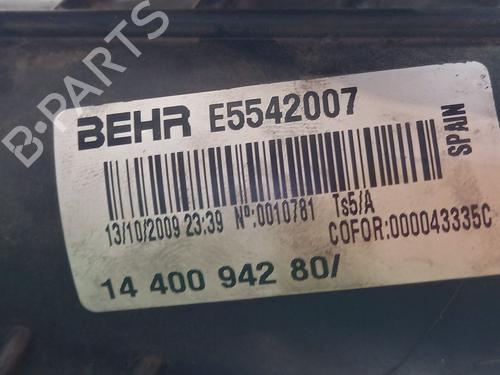 B-PARTS
BEHR E5542007
SPAIN
13/10/2009 23:39 Nº:0010781 Ts5/A
COFOR:000043335C
14 400 942 80/